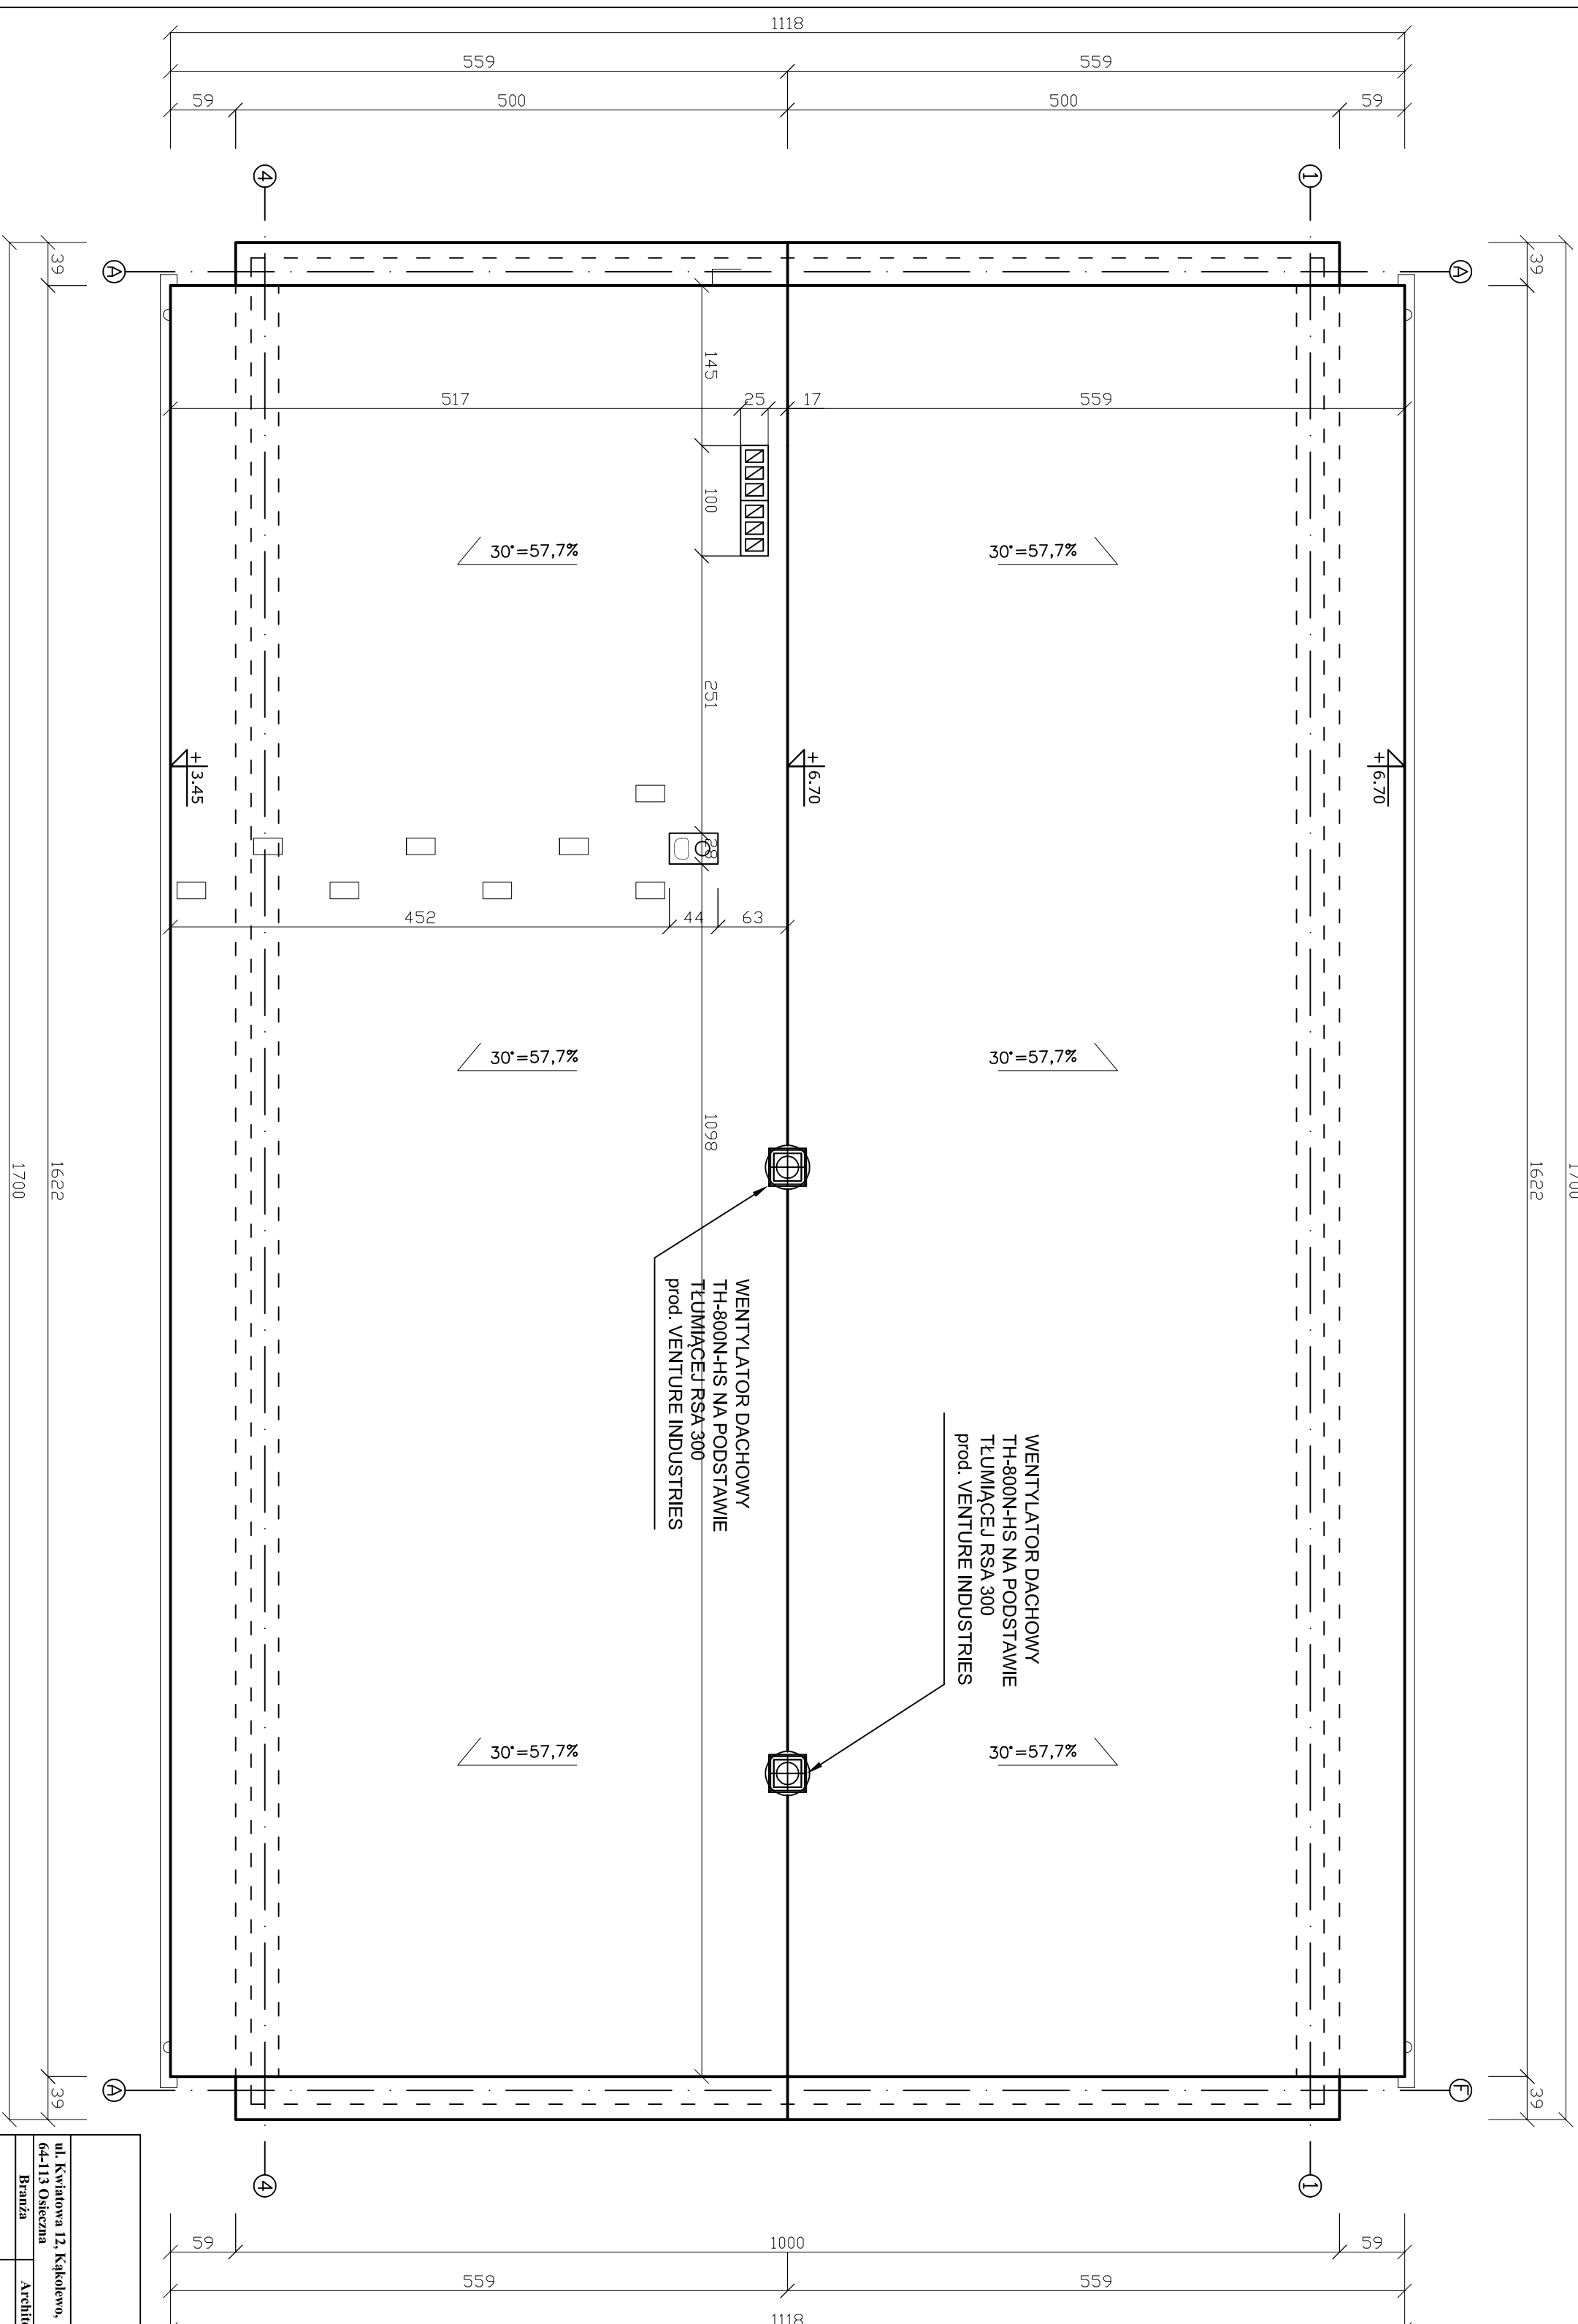 1118
559
559
59
500
500
59
4
1
39
39
A
A
1700
145
517
25
17
559
100
30°=57,7%
30°=57,7%
251
+3.45
+6.70
+6.70
28
452
44
63
30°=57,7%
30°=57,7%
1098
1622
1622
1700
WENTYLATOR DACHOWY
TH-800N-HS NA PODSTAWIE
TŁUMIĄCEJ RSA 300
prod. VENTURE INDUSTRIES
WENTYLATOR DACHOWY
TH-800N-HS NA PODSTAWIE
TŁUMIĄCEJ RSA 300
prod. VENTURE INDUSTRIES
30°=57,7%
30°=57,7%
39
39
A
F
4
1
ul. Kwiatowa 12, Kąkolewo,
64-113 Osieczna
Branża
Archite
59
1000
59
559
559
1118